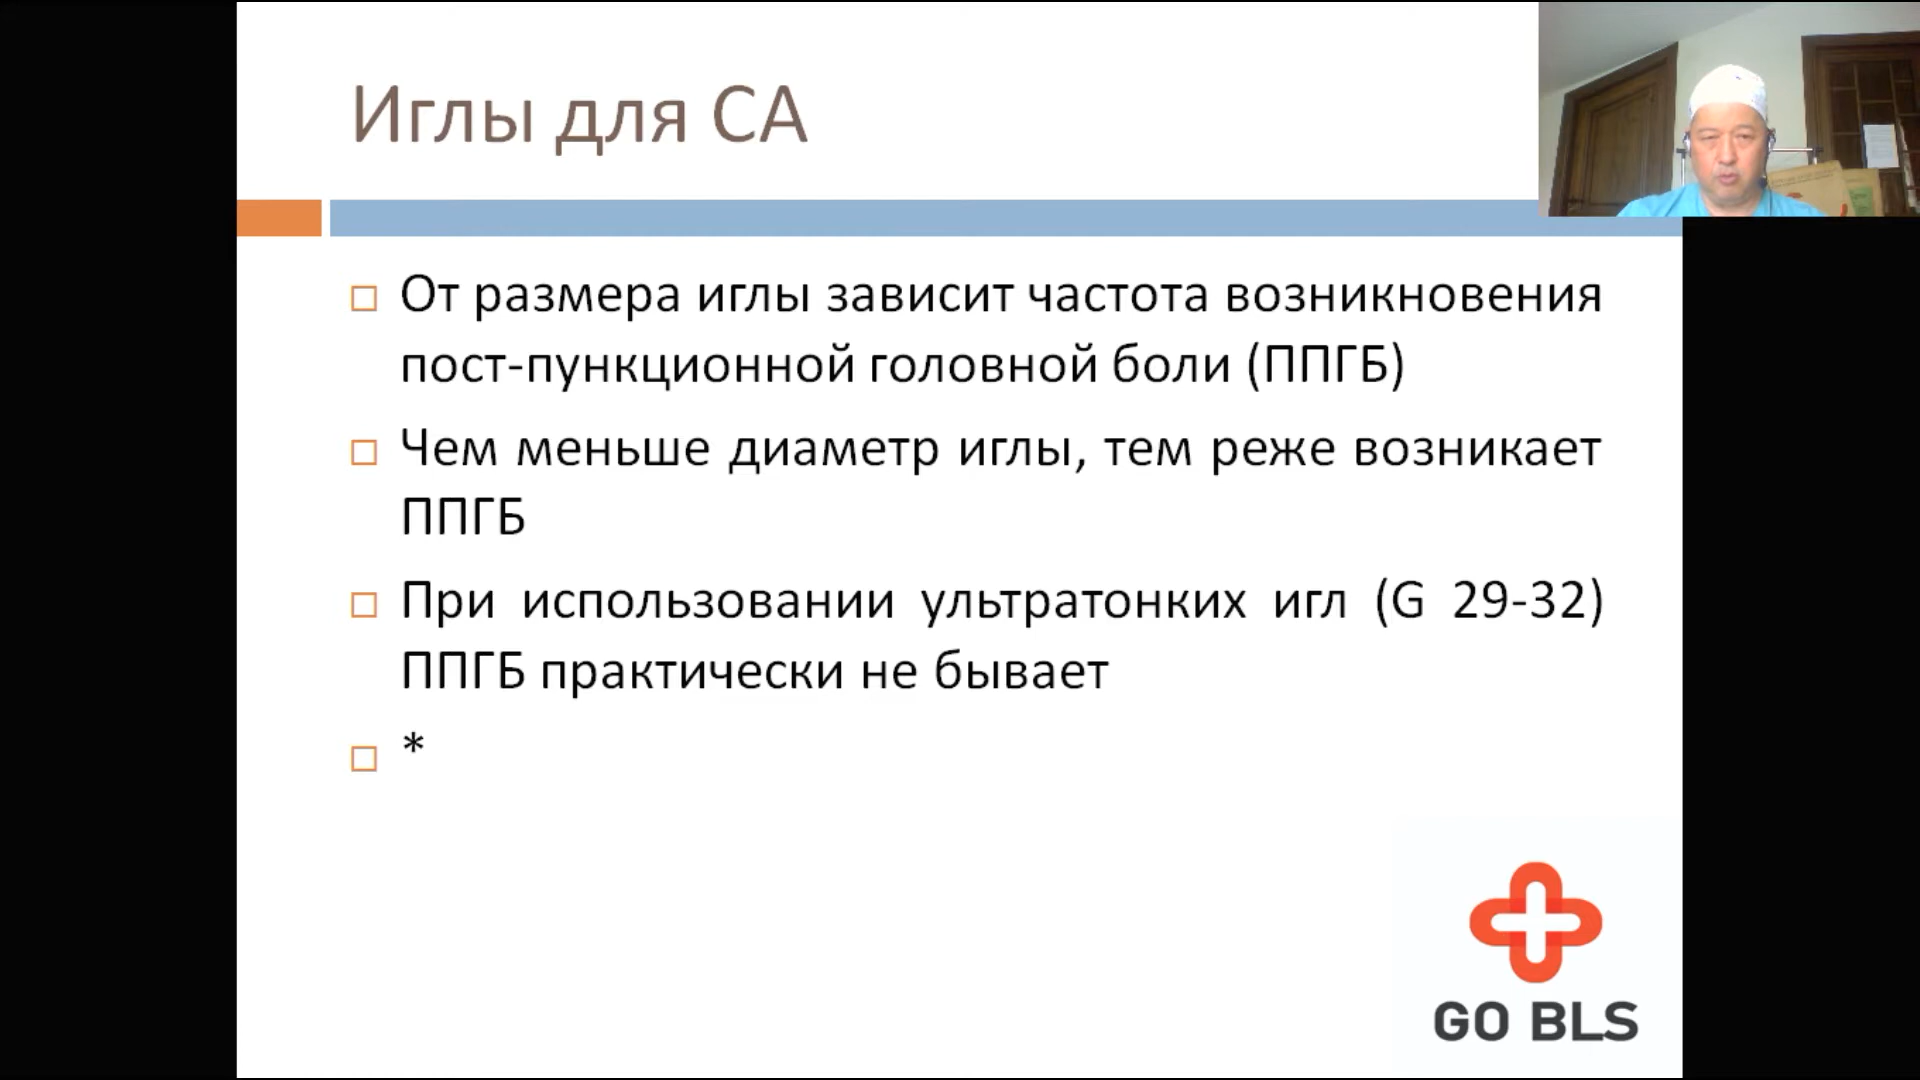 Иглы для СА
От размера иглы зависит частота возникновения
пост-пункционной головной боли (ППГБ)
Чем меньше диаметр иглы, тем реже возникает
ППГБ
При использовании ультратонких игл (G 29-32)
ППГБ практически не бывает
*
GO BLS